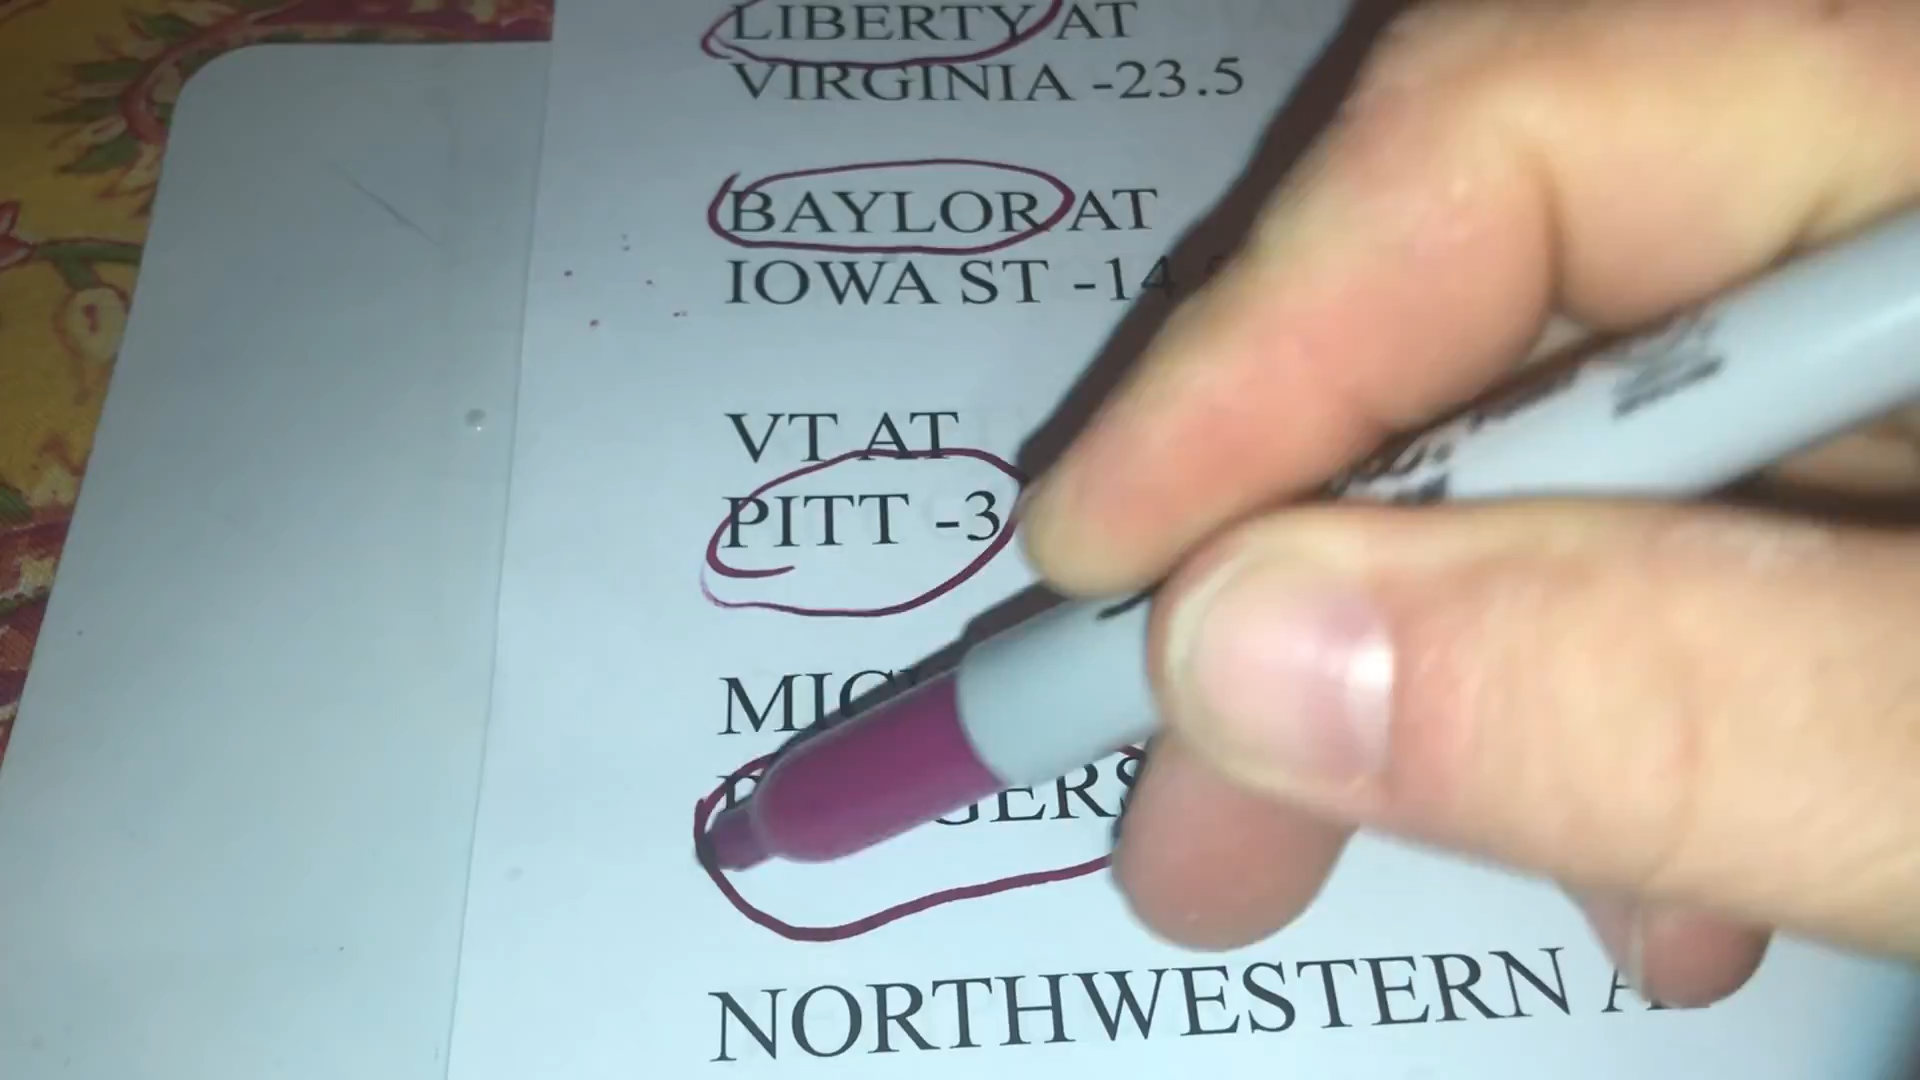 LIBERTY AT
VIRGINIA -23.5
BAYLOR AT
IOWA ST -14
VT AT
PITT -3
NORTHWESTERN